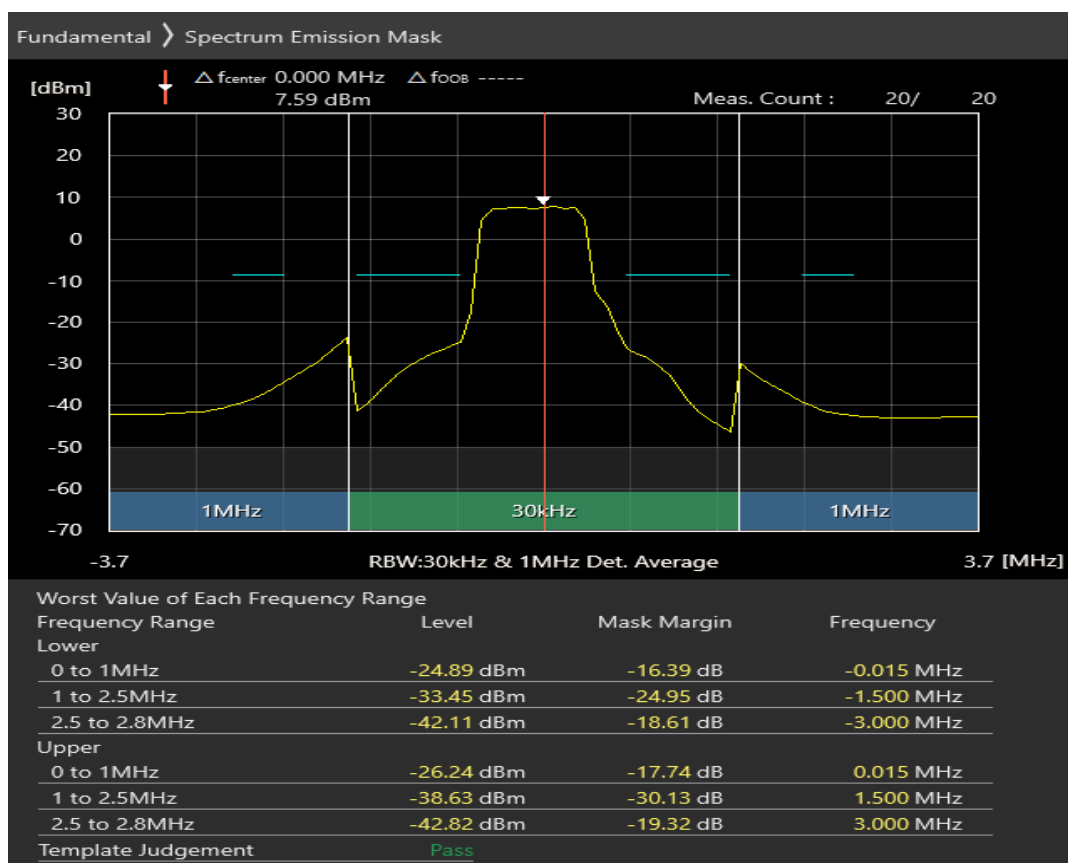 Fundamental 〉 Spectrum Emission Mask
[dBm]
△ fcenter 0.000 MHz △ fOOB -----
7.59 dBm
Meas. Count : 20/ 20
30
20
10
0
-10
-20
-30
-40
-50
-60
-70
1MHz 30kHz 1MHz
-3.7 RBW:30kHz & 1MHz Det. Average 3.7 [MHz]
Worst Value of Each Frequency Range
Frequency Range Level Mask Margin Frequency
Lower
0 to 1MHz -24.89 dBm -16.39 dB -0.015 MHz
1 to 2.5MHz -33.45 dBm -24.95 dB -1.500 MHz
2.5 to 2.8MHz -42.11 dBm -18.61 dB -3.000 MHz
Upper
0 to 1MHz -26.24 dBm -17.74 dB 0.015 MHz
1 to 2.5MHz -38.63 dBm -30.13 dB 1.500 MHz
2.5 to 2.8MHz -42.82 dBm -19.32 dB 3.000 MHz
Template Judgement Pass